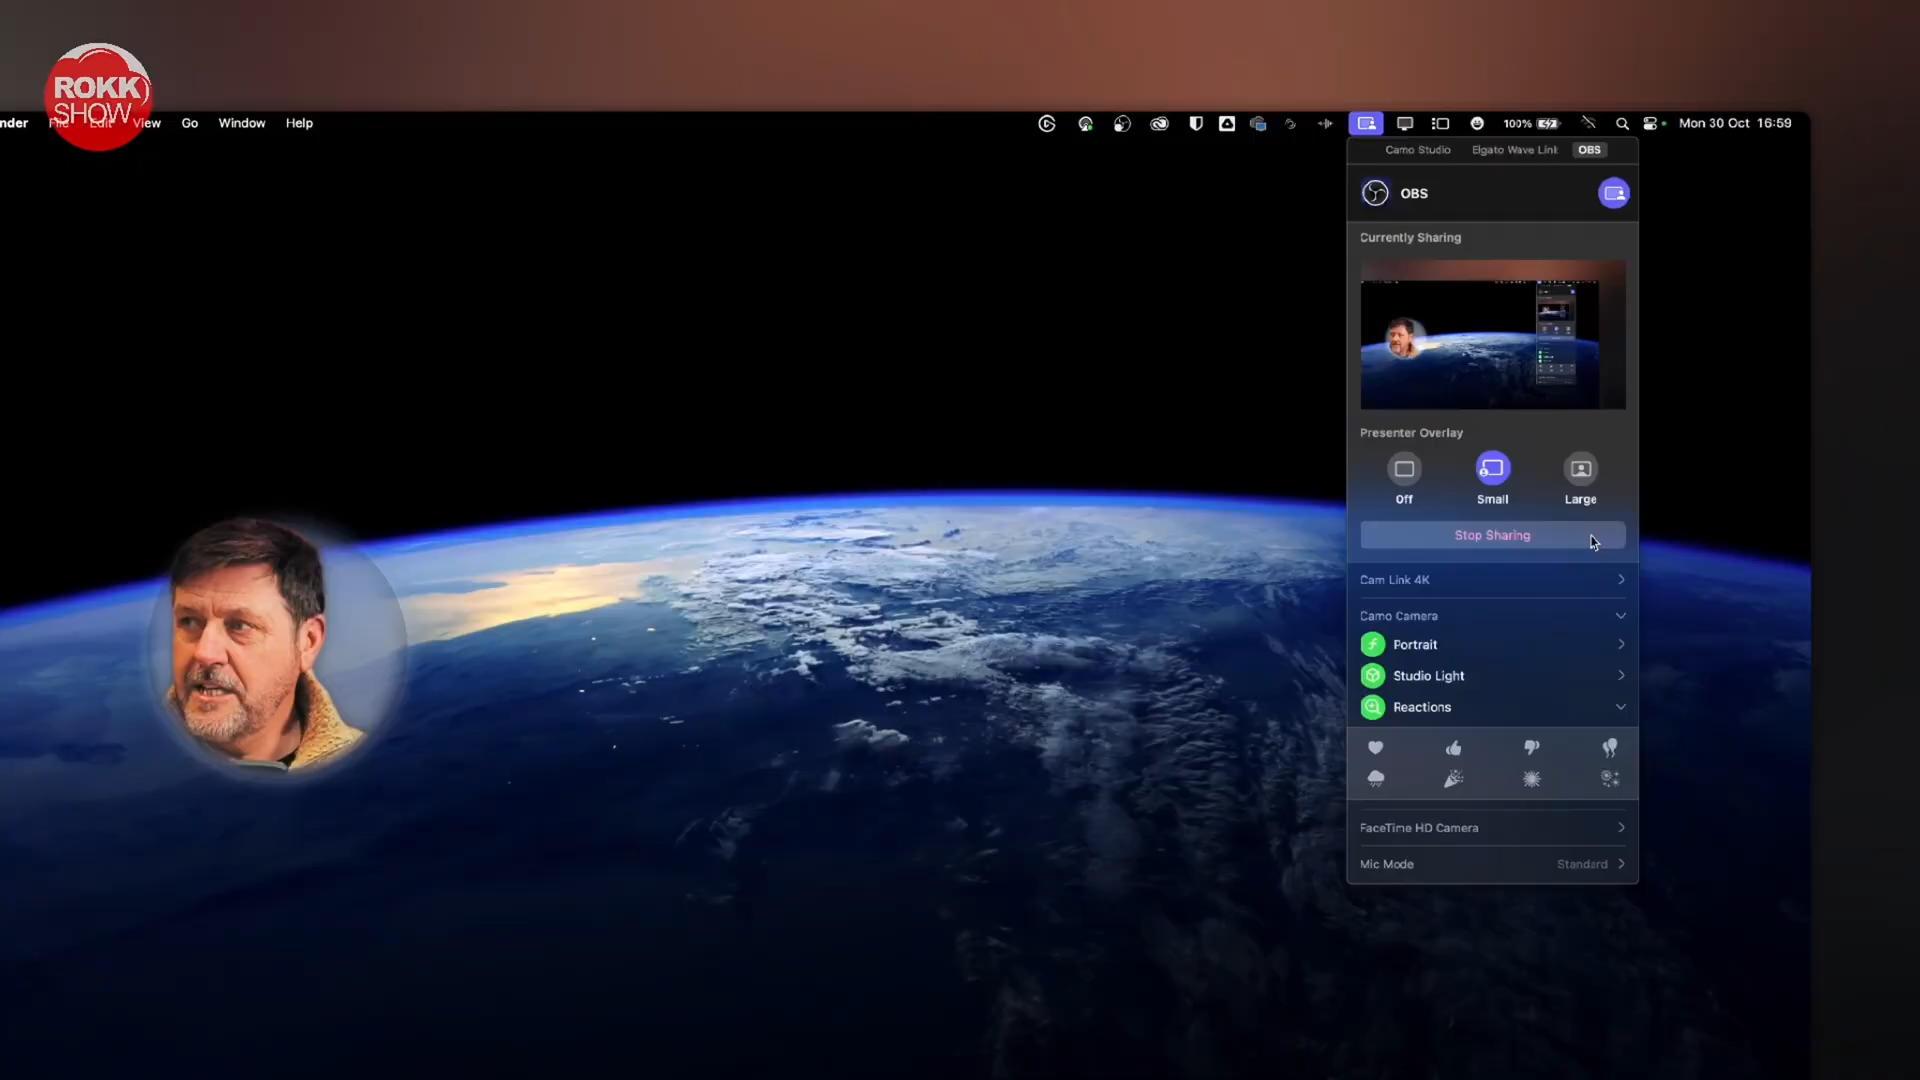 ROKK
SHOW
nder File Edit View Go Window Help
100% Mon 30 Oct 16:59
Camo Studio Elgato Wave Link OBS
OBS
Currently Sharing
Presenter Overlay
Off Small Large
Stop Sharing
Cam Link 4K
Camo Camera
Portrait
Studio Light
Reactions
FaceTime HD Camera
Mic Mode Standard